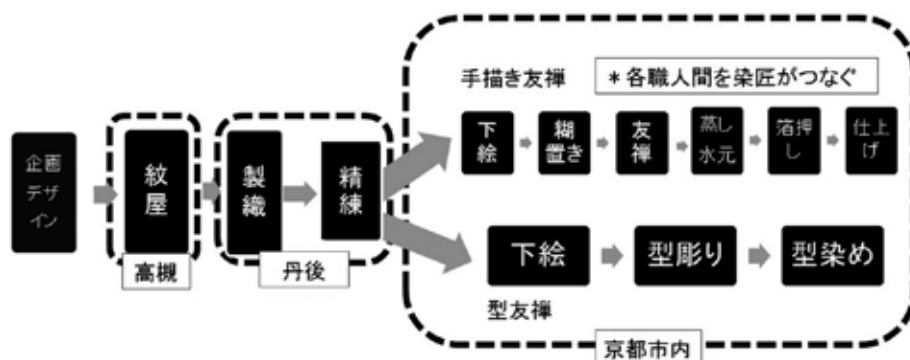 企画
デザ
イン
紋屋
高槻
製織
精練
丹後
手描き友禅
＊各職人間を染匠がつなぐ
下絵
糊置き
友禅
蒸し
水元
箔押
し
仕上
げ
下絵
型彫り
型染め
型友禅
京都市内